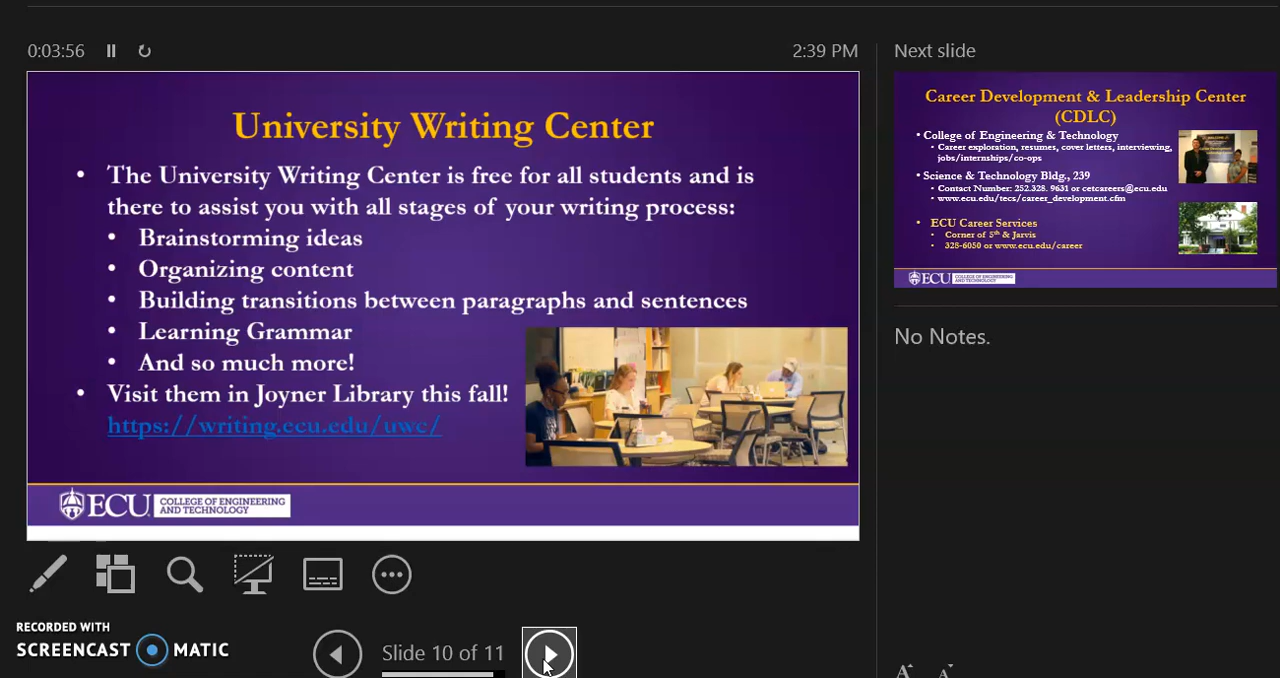 0:03:56
2:39 PM
Next slide
University Writing Center
• The University Writing Center is free for all students and is
there to assist you with all stages of your writing process:
• Brainstorming ideas
• Organizing content
• Building transitions between paragraphs and sentences
• Learning Grammar
• And so much more!
• Visit them in Joyner Library this fall!
https://writing.ecu.edu/uwc/
ECU COLLEGE OF ENGINEERING
AND TECHNOLOGY
Career Development & Leadership Center
(CDLC)
• College of Engineering & Technology
• Career exploration, resumes, cover letters, interviewing,
jobs/internships/co-ops
• Science & Technology Bldg., 239
• Contact Number: 252.328. 9631 or cetcareers@ecu.edu
• www.ecu.edu/tecs/career_development.cfm
• ECU Career Services
• Corner of 5th & Jarvis
• 328-6050 or www.ecu.edu/career
ECU COLLEGE OF ENGINEERING
AND TECHNOLOGY
No Notes.
RECORDED WITH
SCREENCAST MATIC
Slide 10 of 11
A A